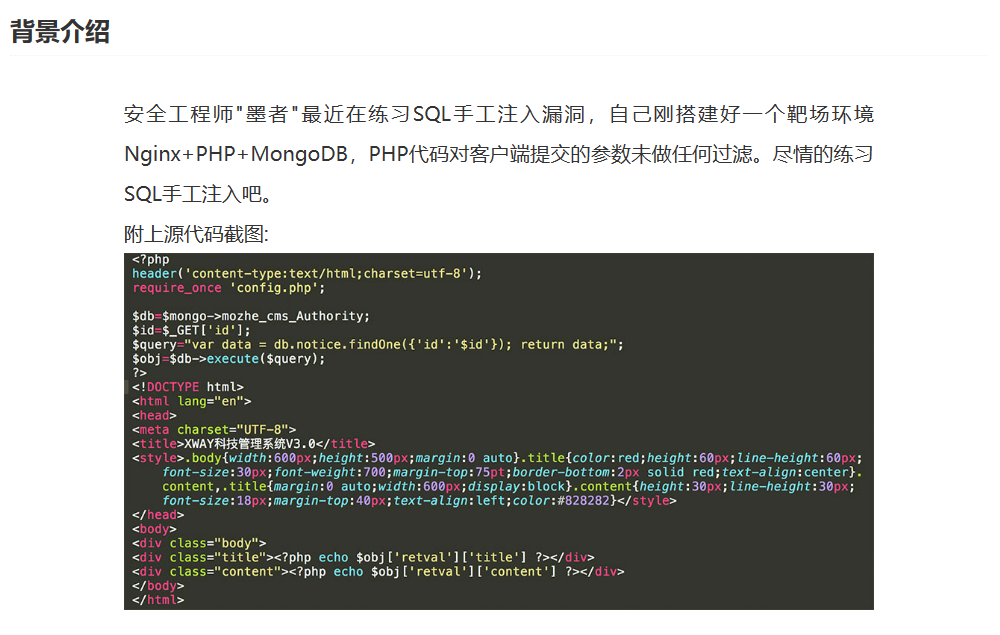 背景介绍
安全工程师"墨者"最近在练习SQL手工注入漏洞，自己刚搭建好一个靶场环境
Nginx+PHP+MongoDB，PHP代码对客户端提交的参数未做任何过滤。尽情的练习
SQL手工注入吧。
附上源代码截图:
<?php
header('content-type:text/html;charset=utf-8');
require_once 'config.php';
$db=$mongo->mozhe_cms_Authority;
$id=$_GET['id'];
$query="var data = db.notice.findOne({'id':'$id'}); return data;";
$obj=$db->execute($query);
?>
<!DOCTYPE html>
<html lang="en">
<head>
<meta charset="UTF-8">
<title>XWAY科技管理系统V3.0</title>
<style>.body{width:600px;height:500px;margin:0 auto}.title{color:red;height:60px;line-height:60px;
font-size:30px;font-weight:700;margin-top:75pt;border-bottom:2px solid red;text-align:center}.
content,.title{margin:0 auto;width:600px;display:block}.content{height:30px;line-height:30px;
font-size:18px;margin-top:40px;text-align:left;color:#828282}</style>
</head>
<body>
<div class="body">
<div class="title"><?php echo $obj['retval']['title'] ?></div>
<div class="content"><?php echo $obj['retval']['content'] ?></div>
</body>
</html>